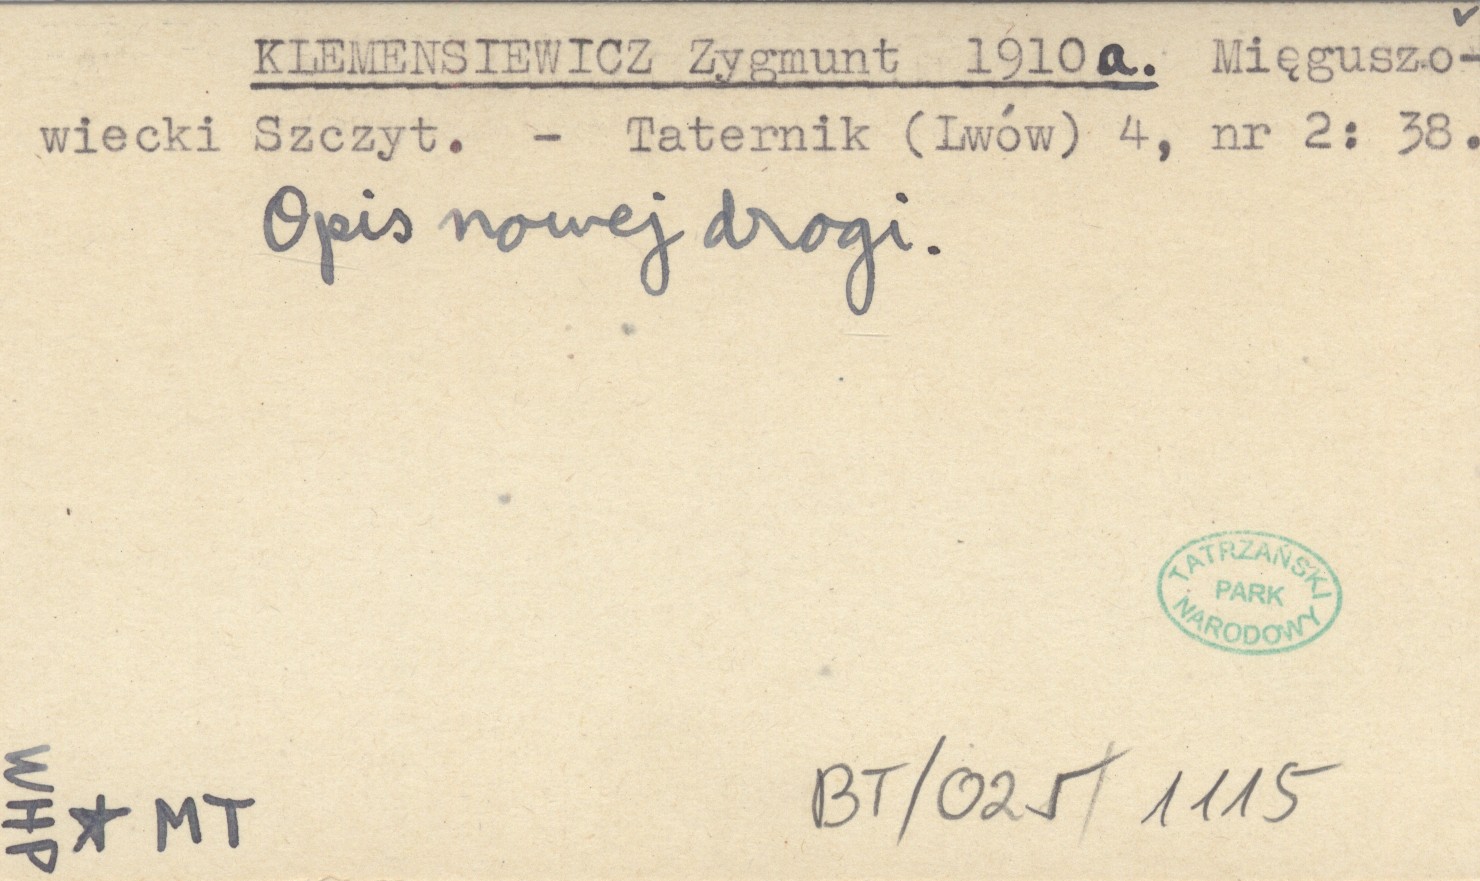 KLEMENSIEWICZ Zygmunt 1910a. Mięguszo-
wiecki Szczyt. - Taternik (Lwów) 4, nr 2: 38.
Opis nowej drogi.
TATRZAŃSKI
PARK
NARODOWY
WHP
* MT
BT/025/1115